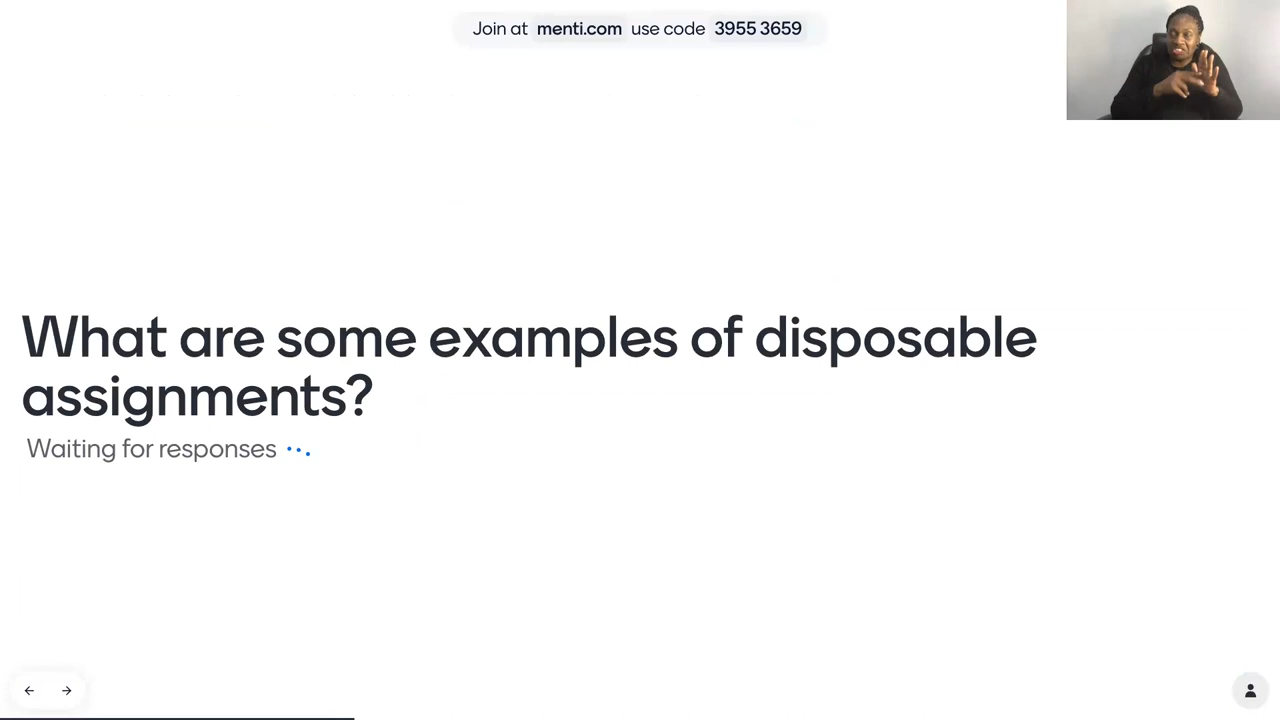 Join at menti.com use code 3955 3659
What are some examples of disposable
assignments?
Waiting for responses